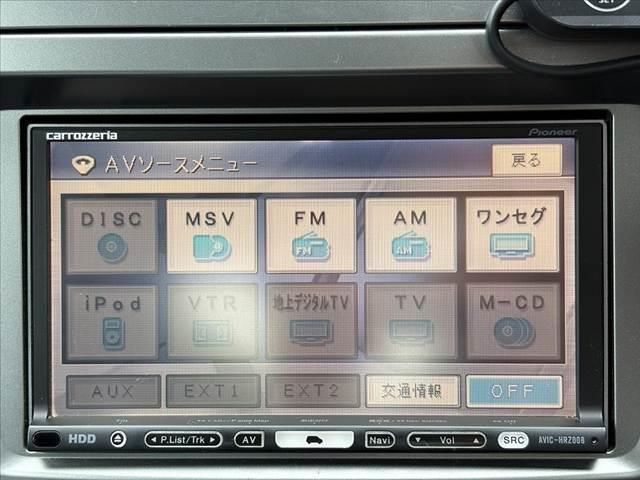 SET
carrozzeria
Pioneer
AVソースメニュー
戻る
DISC
MSV
FM
AM
ワンセグ
FM
AM
iPod
VTR
地上デジタルTV
TV
M-CD
AUX
EXT1
EXT2
交通情報
OFF
HDD
P.List/Trk
AV
Navi
Vol
SRC
AVIC-HRZ008